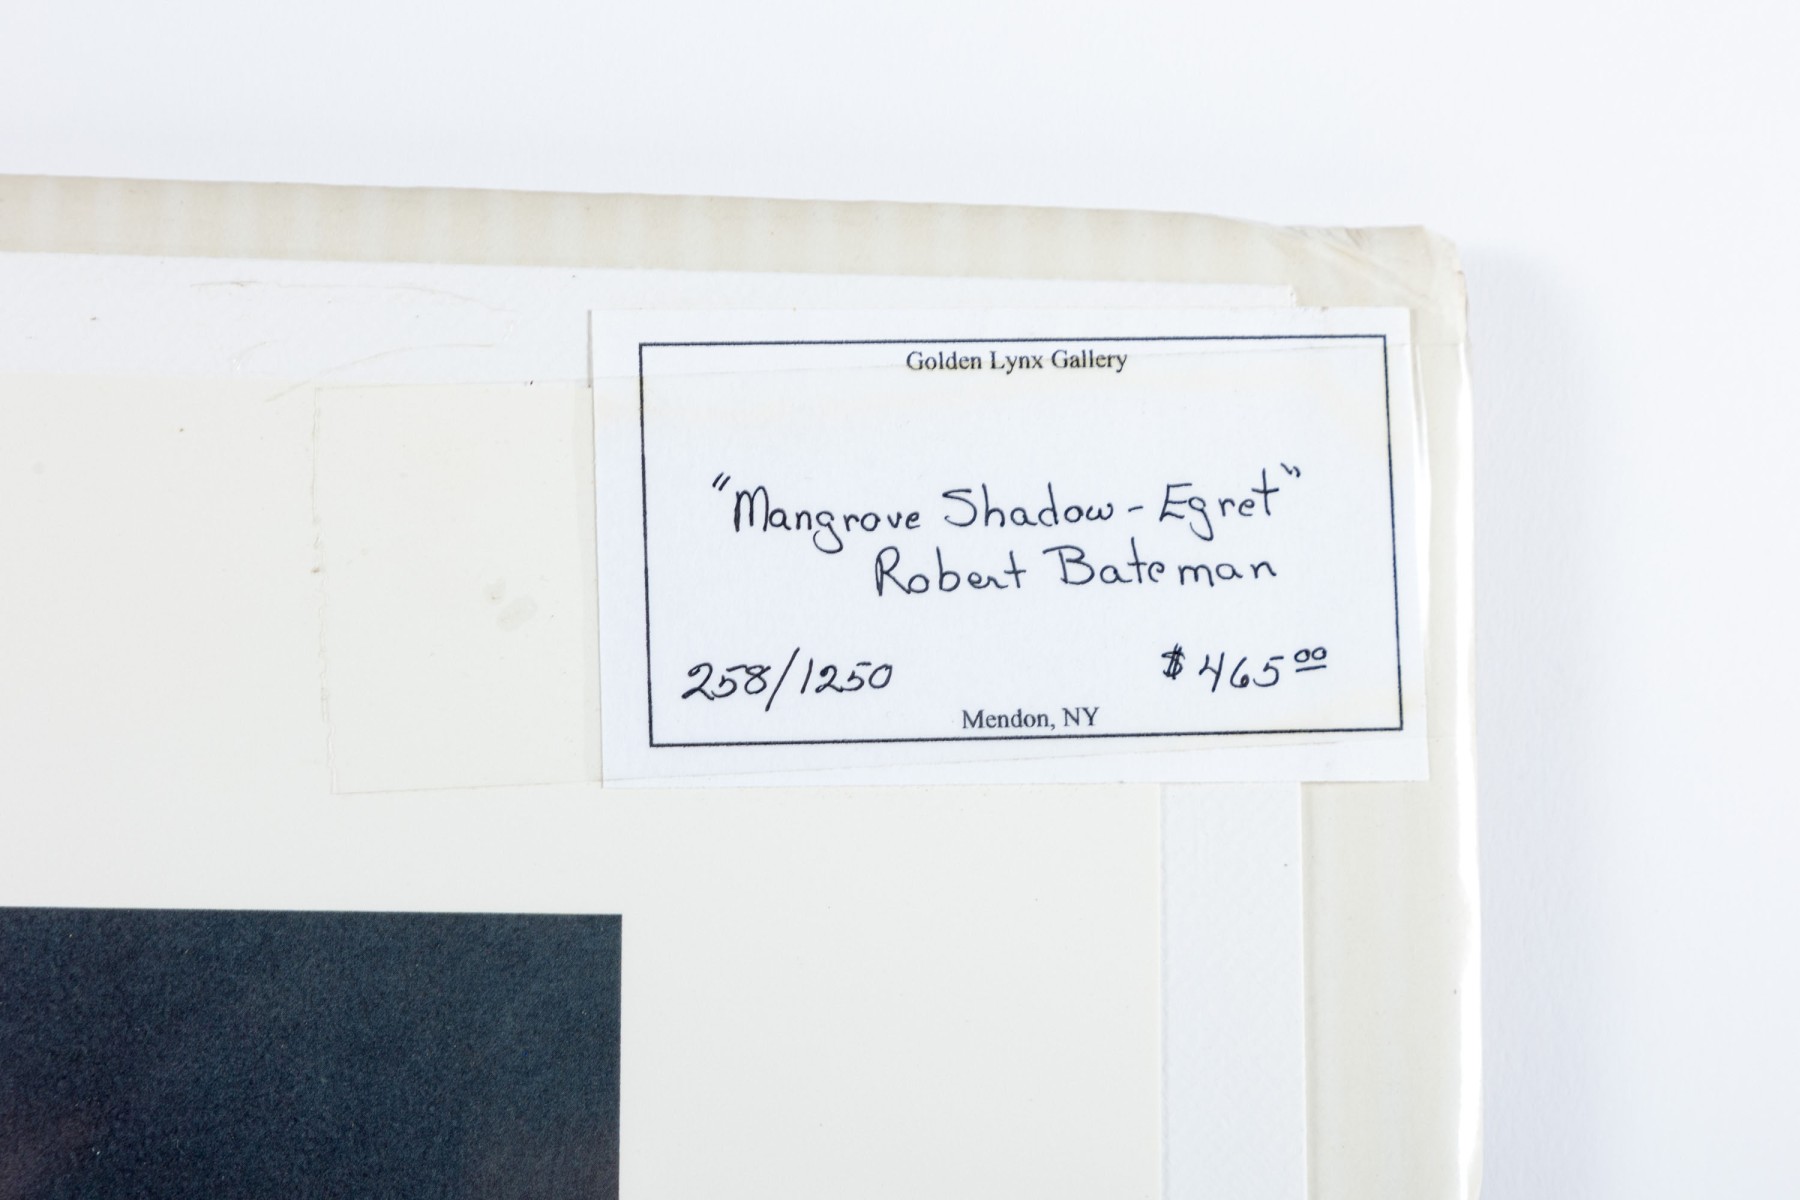 Golden Lynx Gallery
"Mangrove Shadow - Egret"
Robert Bateman
258/1250 $465.00
Mendon, NY